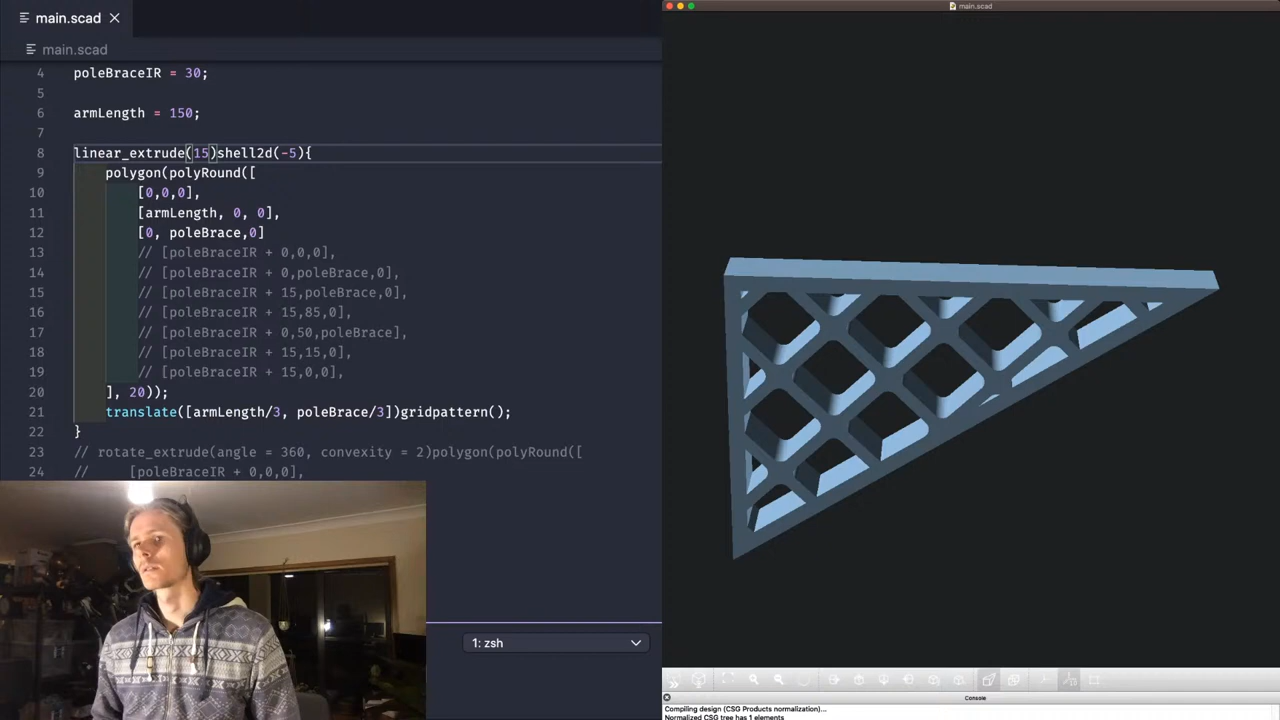 main.scad
main.scad
4 poleBraceIR = 30;
5
6 armLength = 150;
7
8 linear_extrude(15)shell2d(-5){
9 polygon(polyRound([
10 [0,0,0],
11 [armLength, 0, 0],
12 [0, poleBrace,0]
13 // [poleBraceIR + 0,0,0],
14 // [poleBraceIR + 0,poleBrace,0],
15 // [poleBraceIR + 15,poleBrace,0],
16 // [poleBraceIR + 15,85,0],
17 // [poleBraceIR + 0,50,poleBrace],
18 // [poleBraceIR + 15,15,0],
19 // [poleBraceIR + 15,0,0],
20 ], 20));
21 translate([armLength/3, poleBrace/3])gridpattern();
22 }
23 // rotate_extrude(angle = 360, convexity = 2)polygon(polyRound([
24 // [poleBraceIR + 0,0,0],
1: zsh
main.scad
Console
Compiling design (CSG Products normalization)...
Normalized CSG tree has 1 elements